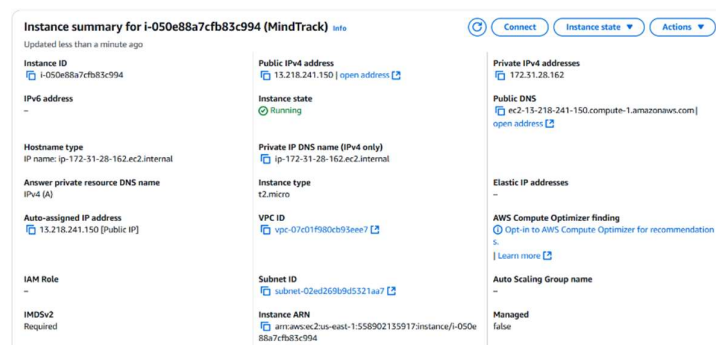 Instance summary for i-050e88a7cfb83c994 (MindTrack) Info
Connect
Instance state
Actions
Updated less than a minute ago
Instance ID
i-050e88a7cfb83c994
Public IPv4 address
13.218.241.150 | open address
Private IPv4 addresses
172.31.28.162
IPv6 address
–
Instance state
Running
Public DNS
ec2-13-218-241-150.compute-1.amazonaws.com |
open address
Hostname type
IP name: ip-172-31-28-162.ec2.internal
Private IP DNS name (IPv4 only)
ip-172-31-28-162.ec2.internal
Answer private resource DNS name
IPv4 (A)
Instance type
t2.micro
Elastic IP addresses
–
Auto-assigned IP address
13.218.241.150 [Public IP]
VPC ID
vpc-07c01f980cb93eee7
AWS Compute Optimizer finding
Opt-in to AWS Compute Optimizer for recommendation
s.
| Learn more
IAM Role
–
Subnet ID
subnet-02ed269b9d5321aa7
Auto Scaling Group name
–
IMDSv2
Required
Instance ARN
arn:aws:ec2:us-east-1:558902135917:instance/i-050e
88a7cfb83c994
Managed
false